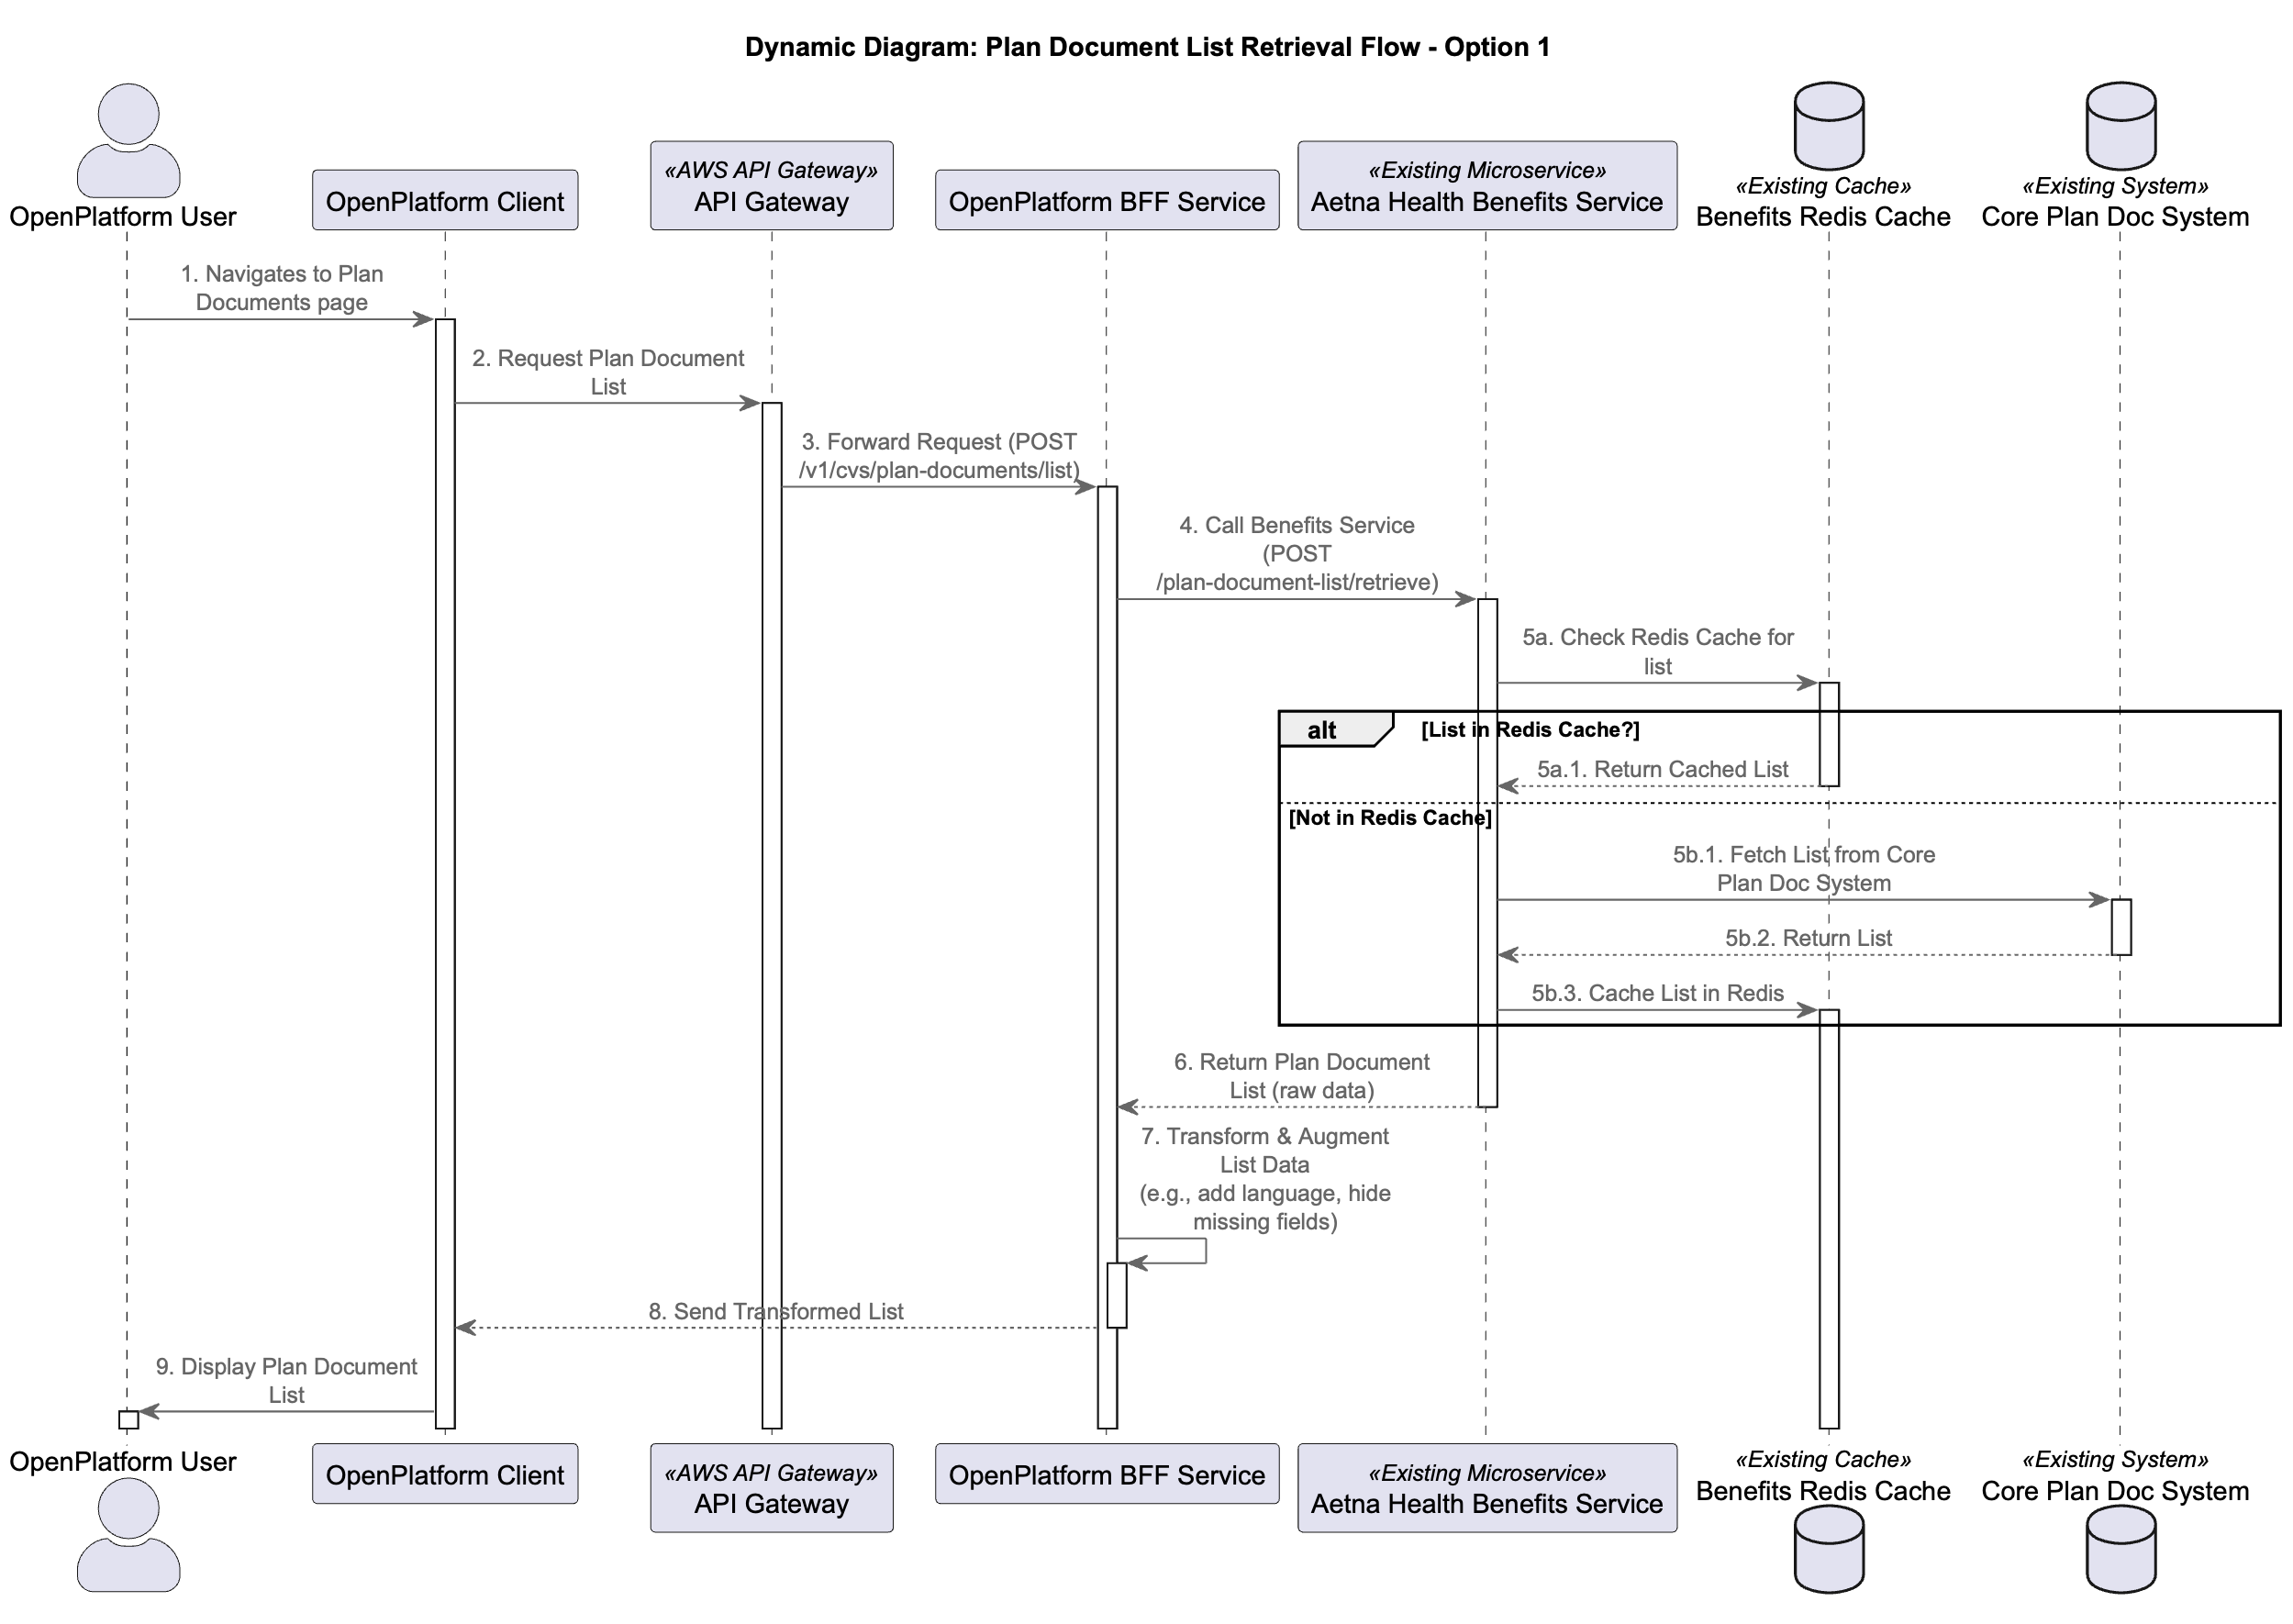 Dynamic Diagram: Plan Document List Retrieval Flow - Option 1
OpenPlatform User
OpenPlatform Client
«AWS API Gateway»
API Gateway
OpenPlatform BFF Service
«Existing Microservice»
Aetna Health Benefits Service
«Existing Cache»
Benefits Redis Cache
«Existing System»
Core Plan Doc System
1. Navigates to Plan
Documents page
2. Request Plan Document
List
3. Forward Request (POST
/v1/cvs/plan-documents/list)
4. Call Benefits Service
(POST
/plan-document-list/retrieve)
5a. Check Redis Cache for
list
alt
[List in Redis Cache?]
5a.1. Return Cached List
[Not in Redis Cache]
5b.1. Fetch List from Core
Plan Doc System
5b.2. Return List
5b.3. Cache List in Redis
6. Return Plan Document
List (raw data)
7. Transform & Augment
List Data
(e.g., add language, hide
missing fields)
8. Send Transformed List
9. Display Plan Document
List
OpenPlatform User
OpenPlatform Client
«AWS API Gateway»
API Gateway
OpenPlatform BFF Service
«Existing Microservice»
Aetna Health Benefits Service
«Existing Cache»
Benefits Redis Cache
«Existing System»
Core Plan Doc System